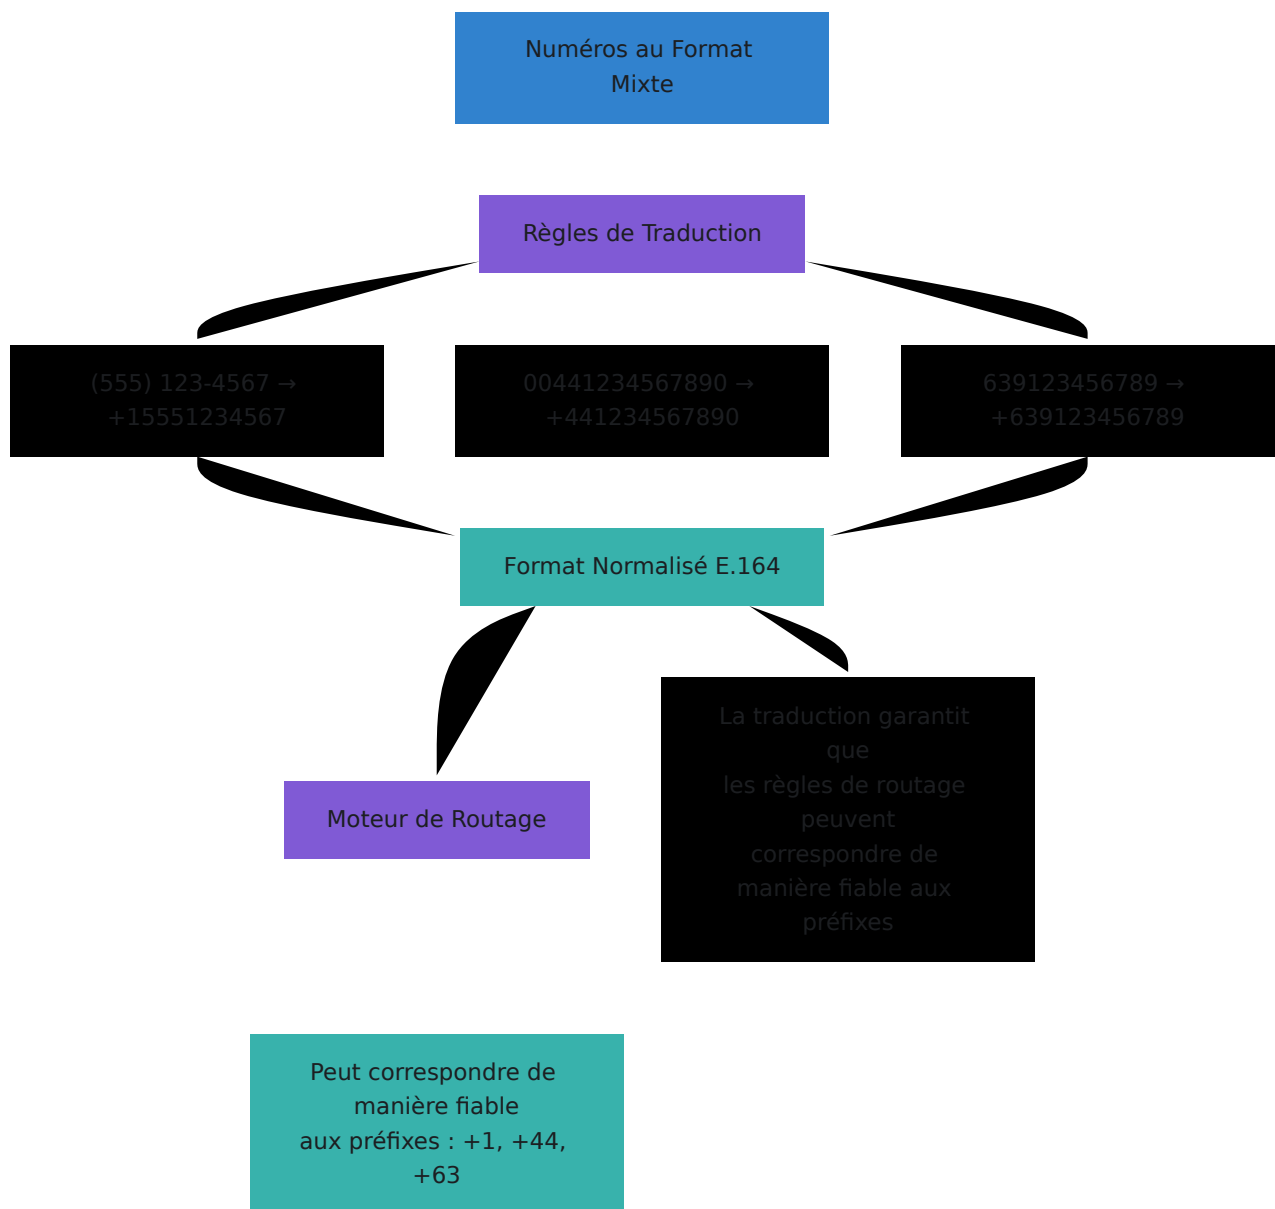 Numéros au Format
Mixte
Règles de Traduction
(555) 123-4567 →
+15551234567
00441234567890 →
+441234567890
639123456789 →
+639123456789
Format Normalisé E.164
La traduction garantit
que
les règles de routage
peuvent
correspondre de
manière fiable aux
préfixes
Moteur de Routage
Peut correspondre de
manière fiable
aux préfixes : +1, +44,
+63